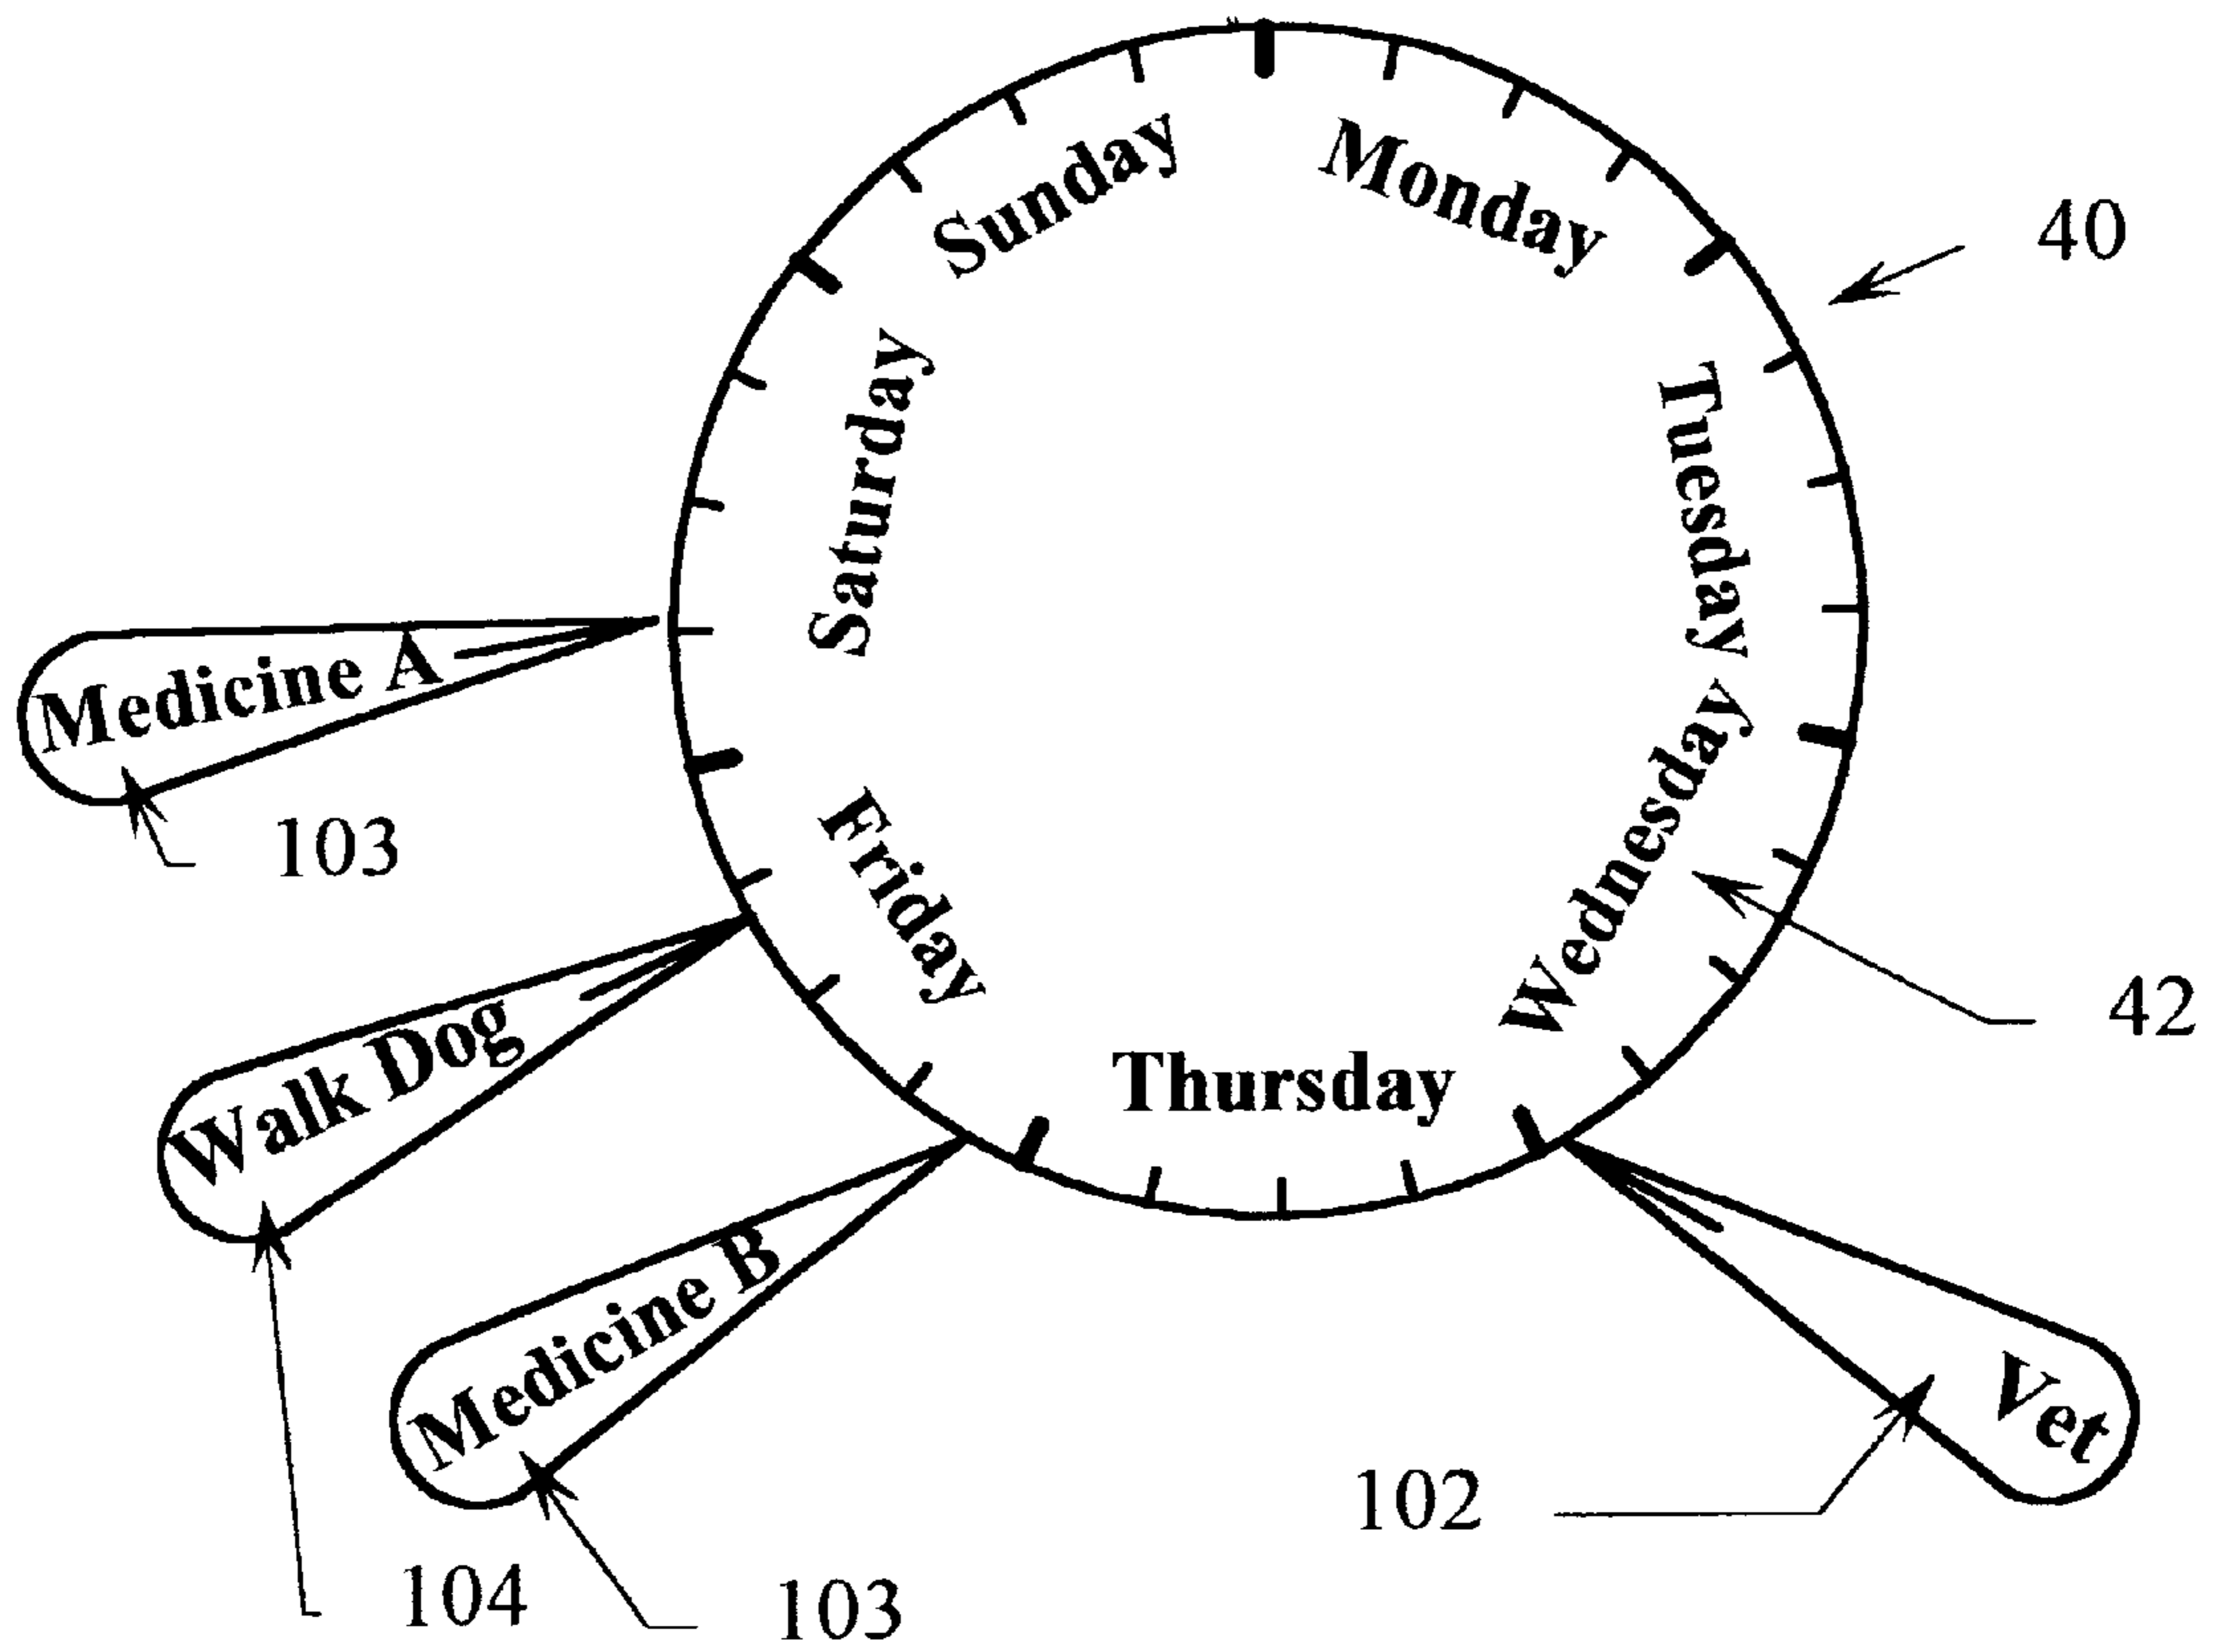 Sunday
Monday
40
Saturday
Tuesday
Medicine A
Wednesday
103
Friday
42
Walk Dog
Thursday
Medicine B
Vet
102
104
103